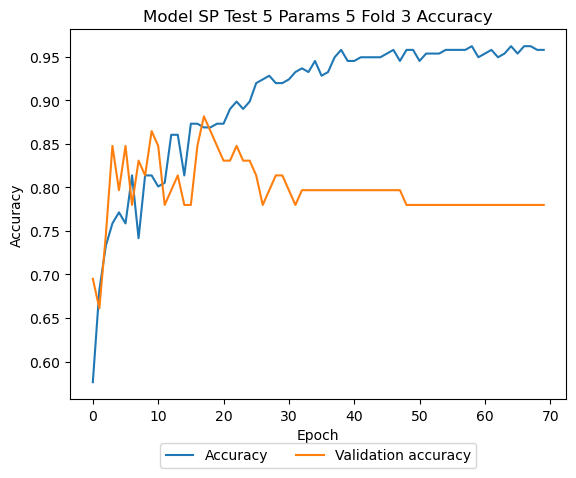 Model SP Test 5 Params 5 Fold 3 Accuracy
Accuracy
0.95
0.90
0.85
0.80
0.75
0.70
0.65
0.60
0 10 20 30 40 50 60 70
Epoch
Accuracy Validation accuracy